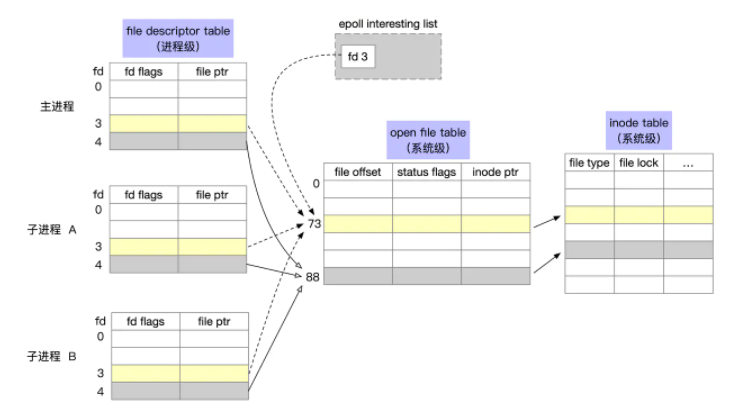 file descriptor table
（进程级）
epoll interesting list
fd 3
主进程
fd
fd flags
file ptr
0
3
4
open file table
（系统级）
inode table
（系统级）
file offset
status flags
inode ptr
0
73
88
file type
file lock
...
子进程 A
fd
fd flags
file ptr
0
3
4
子进程 B
fd
fd flags
file ptr
0
3
4